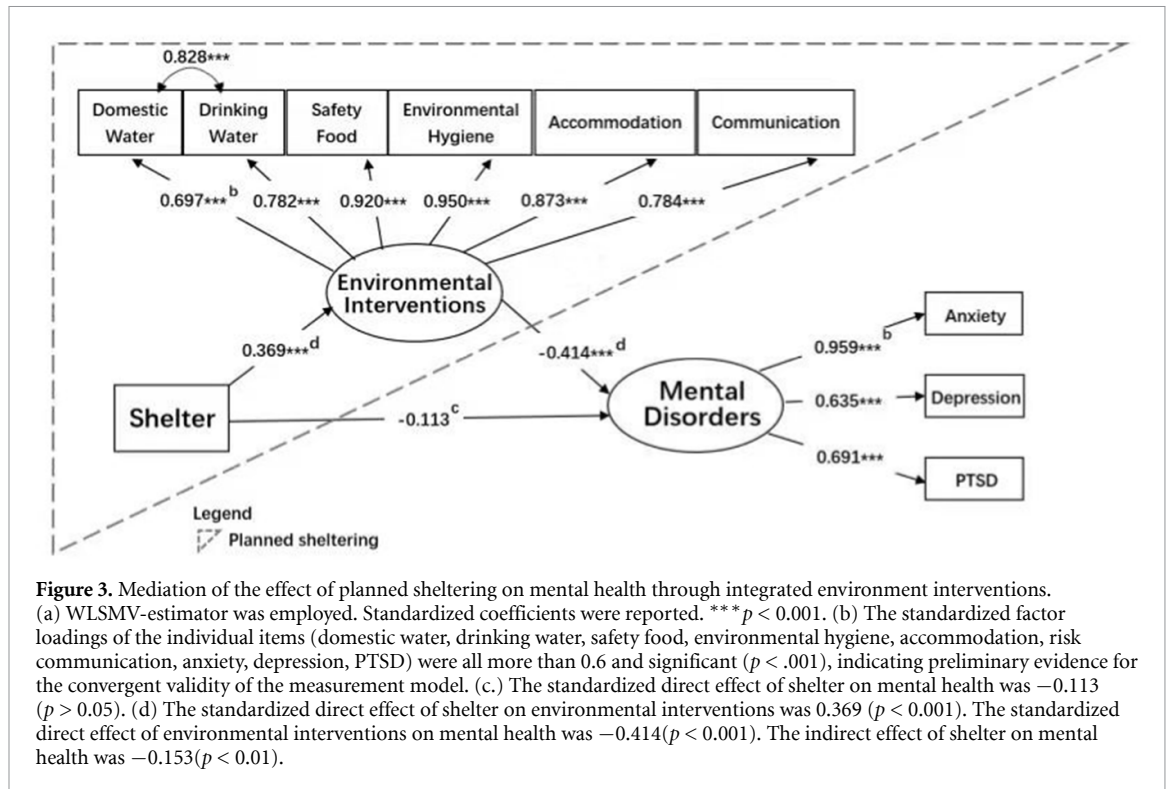 0.828***
Domestic Water
Drinking Water
Safety Food
Environmental Hygiene
Accommodation
Communication
0.697***b
0.782***
0.920***
0.950***
0.873***
0.784***
Environmental
Interventions
0.369***d
-0.414***d
Shelter
-0.113c
Mental
Disorders
0.959***b
0.635***
0.691***
Anxiety
Depression
PTSD
Legend
Planned sheltering
Figure 3. Mediation of the effect of planned sheltering on mental health through integrated environment interventions.
(a) WLSMV-estimator was employed. Standardized coefficients were reported. ***p < 0.001. (b) The standardized factor
loadings of the individual items (domestic water, drinking water, safety food, environmental hygiene, accommodation, risk
communication, anxiety, depression, PTSD) were all more than 0.6 and significant (p < .001), indicating preliminary evidence for
the convergent validity of the measurement model. (c.) The standardized direct effect of shelter on mental health was −0.113
(p > 0.05). (d) The standardized direct effect of shelter on environmental interventions was 0.369 (p < 0.001). The standardized
direct effect of environmental interventions on mental health was −0.414(p < 0.001). The indirect effect of shelter on mental
health was −0.153(p < 0.01).